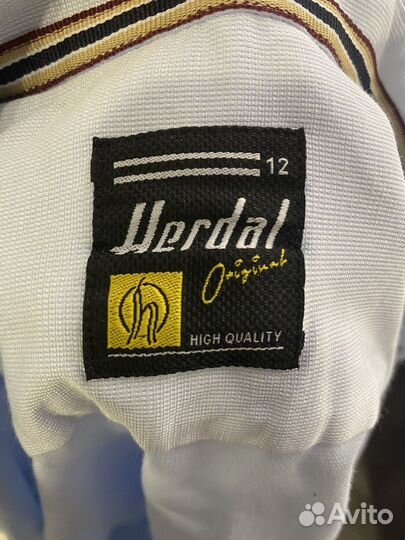 12
Herdal
Original
h
HIGH QUALITY
Avito